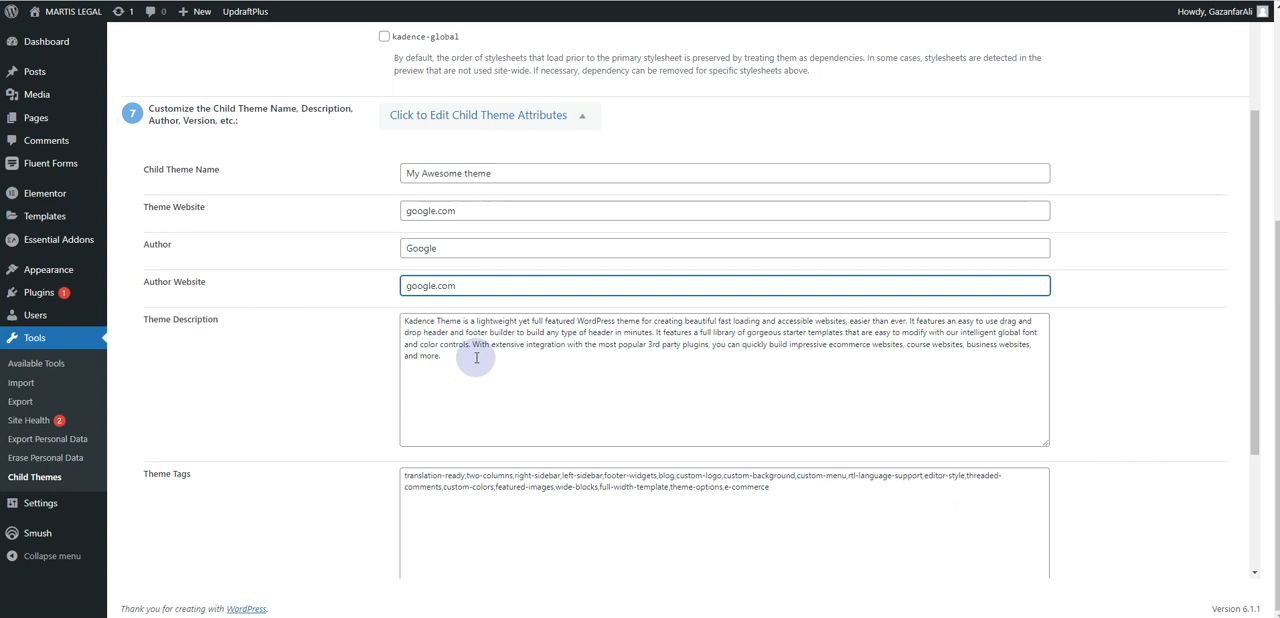 MARTIS LEGAL 1 0 New UpdraftPlus Howdy, GazanfarAli
Dashboard
Posts
Media
Pages
Comments
Fluent Forms
Elementor
Templates
Essential Addons
Appearance
Plugins 1
Users
Tools
Available Tools
Import
Export
Site Health 2
Export Personal Data
Erase Personal Data
Child Themes
Settings
Smush
Collapse menu
kadence-global
By default, the order of stylesheets that load prior to the primary stylesheet is preserved by treating them as dependencies. In some cases, stylesheets are detected in the
preview that are not used site-wide. If necessary, dependency can be removed for specific stylesheets above.
7 Customize the Child Theme Name, Description,
Author, Version, etc.:
Click to Edit Child Theme Attributes
Child Theme Name
My Awesome theme
Theme Website
google.com
Author
Google
Author Website
google.com
Theme Description
Kadence Theme is a lightweight yet full featured WordPress theme for creating beautiful fast loading and accessible websites, easier than ever. It features an easy to use drag and
drop header and footer builder to build any type of header in minutes. It features a full library of gorgeous starter templates that are easy to modify with our intelligent global font
and color controls. With extensive integration with the most popular 3rd party plugins, you can quickly build impressive ecommerce websites, course websites, business websites,
and more.
Theme Tags
translation-ready,two-columns,right-sidebar,left-sidebar,footer-widgets,blog,custom-logo,custom-background,custom-menu,rtl-language-support,editor-style,threaded-
comments,custom-colors,featured-images,wide-blocks,full-width-template,theme-options,e-commerce
Thank you for creating with WordPress.
Version 6.1.1